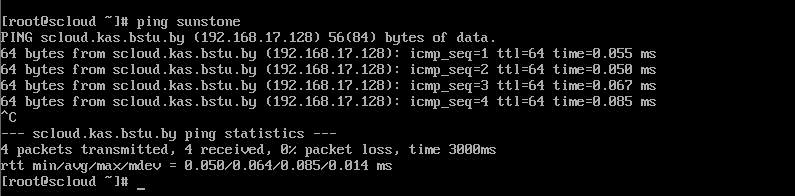 [root@scloud ~]# ping sunstone
PING scloud.kas.bstu.by (192.168.17.128) 56(84) bytes of data.
64 bytes from scloud.kas.bstu.by (192.168.17.128): icmp_seq=1 ttl=64 time=0.055 ms
64 bytes from scloud.kas.bstu.by (192.168.17.128): icmp_seq=2 ttl=64 time=0.050 ms
64 bytes from scloud.kas.bstu.by (192.168.17.128): icmp_seq=3 ttl=64 time=0.067 ms
64 bytes from scloud.kas.bstu.by (192.168.17.128): icmp_seq=4 ttl=64 time=0.085 ms
^C
--- scloud.kas.bstu.by ping statistics ---
4 packets transmitted, 4 received, 0% packet loss, time 3000ms
rtt min/avg/max/mdev = 0.050/0.064/0.085/0.014 ms
[root@scloud ~]# _